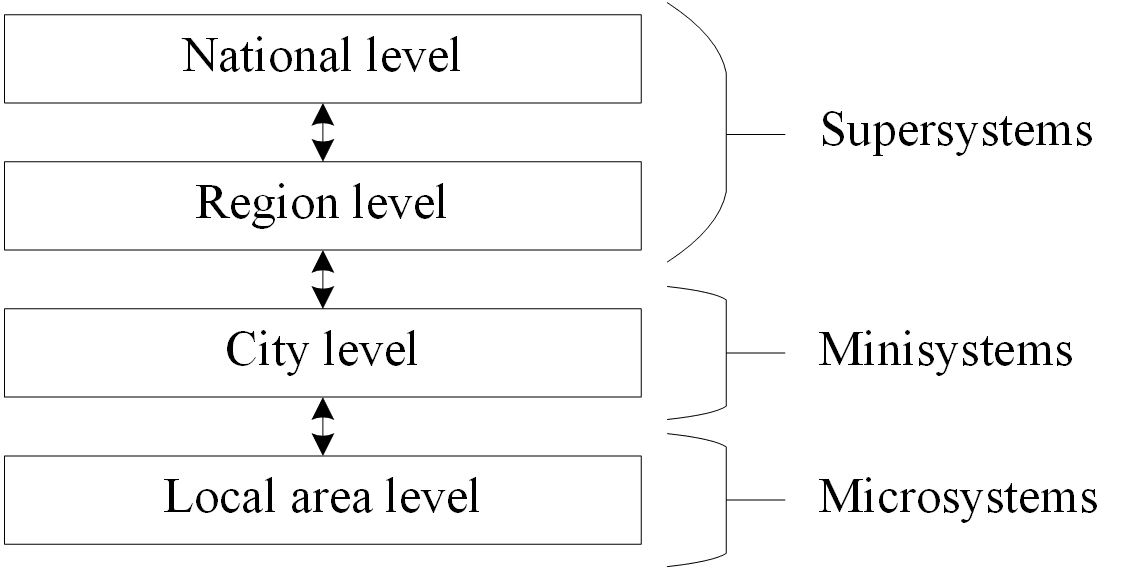 National level
Supersystems
Region level
City level
Minisystems
Local area level
Microsystems